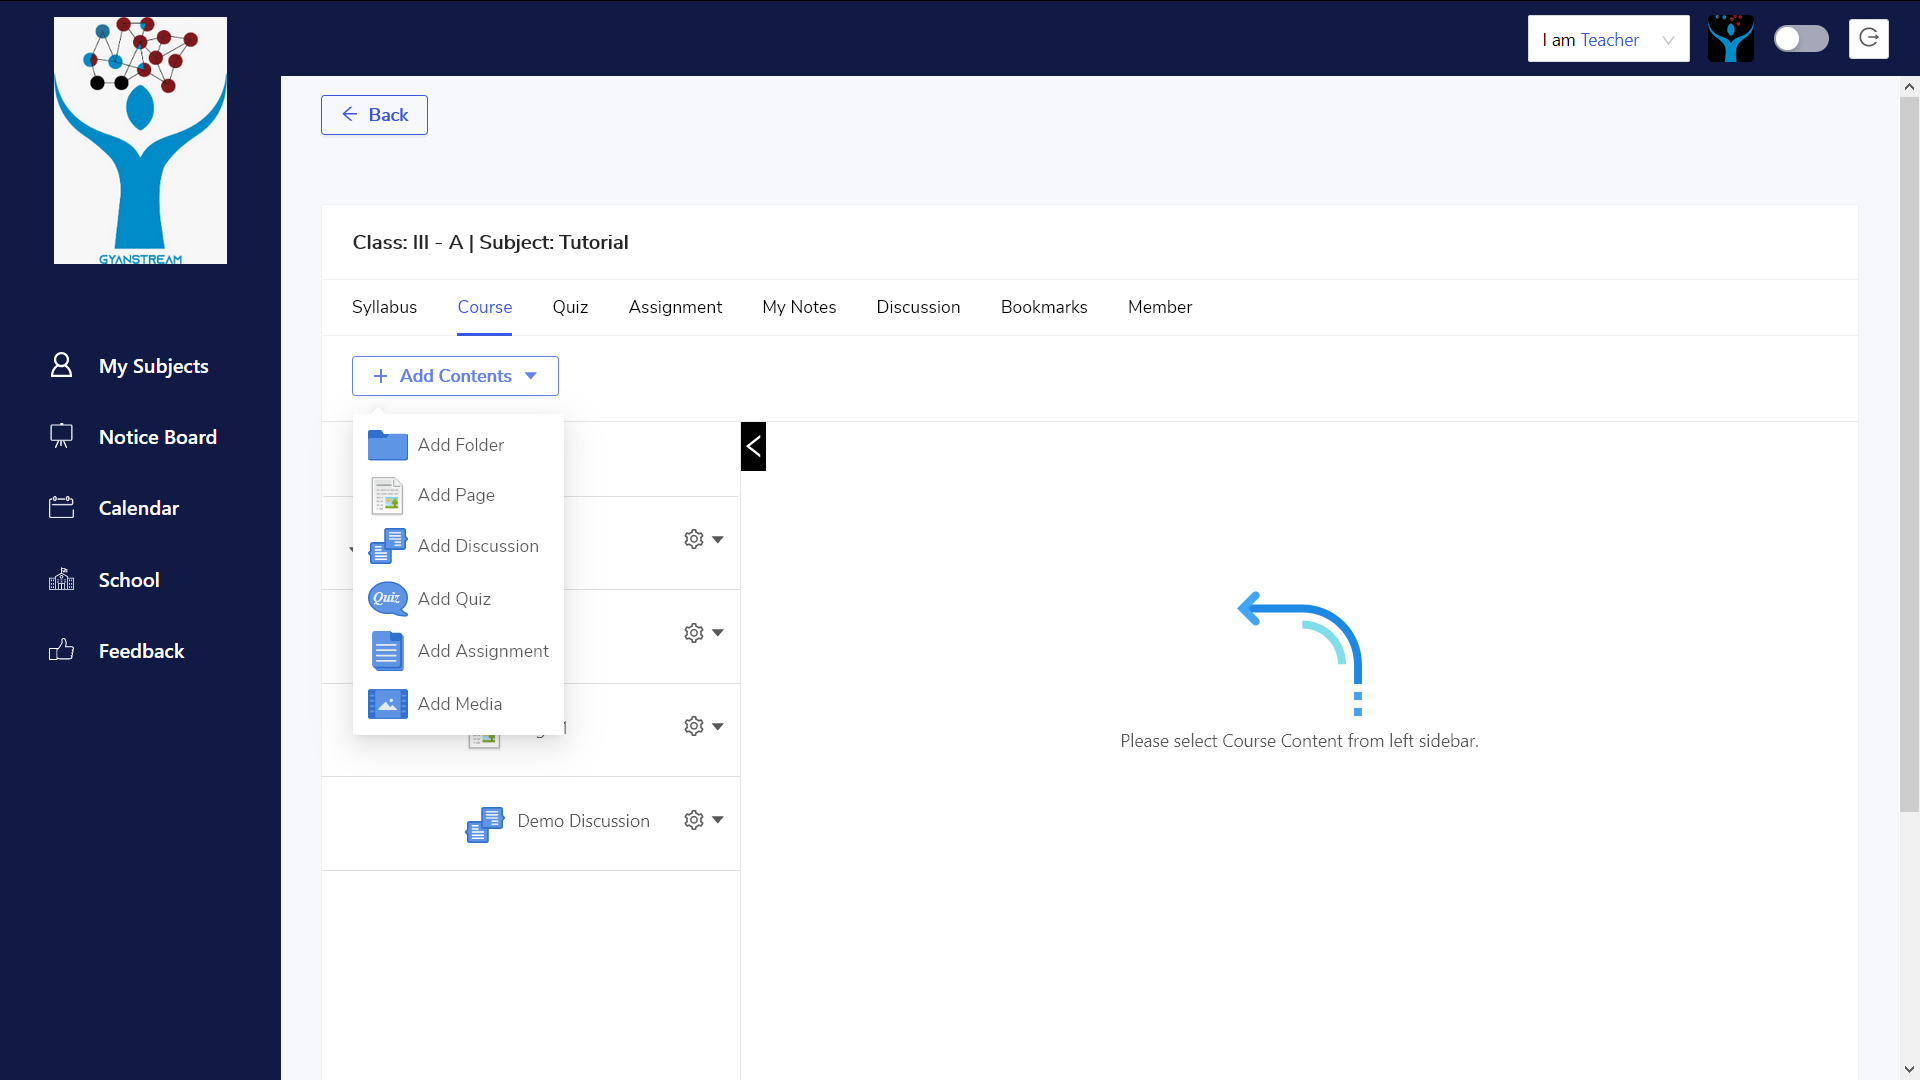 GYANSTREAM
I am Teacher
Back
Class: III - A | Subject: Tutorial
Syllabus Course Quiz Assignment My Notes Discussion Bookmarks Member
+ Add Contents
Add Folder
Add Page
Add Discussion
Quiz Add Quiz
Add Assignment
Add Media
Demo Discussion
Please select Course Content from left sidebar.
My Subjects
Notice Board
Calendar
School
Feedback